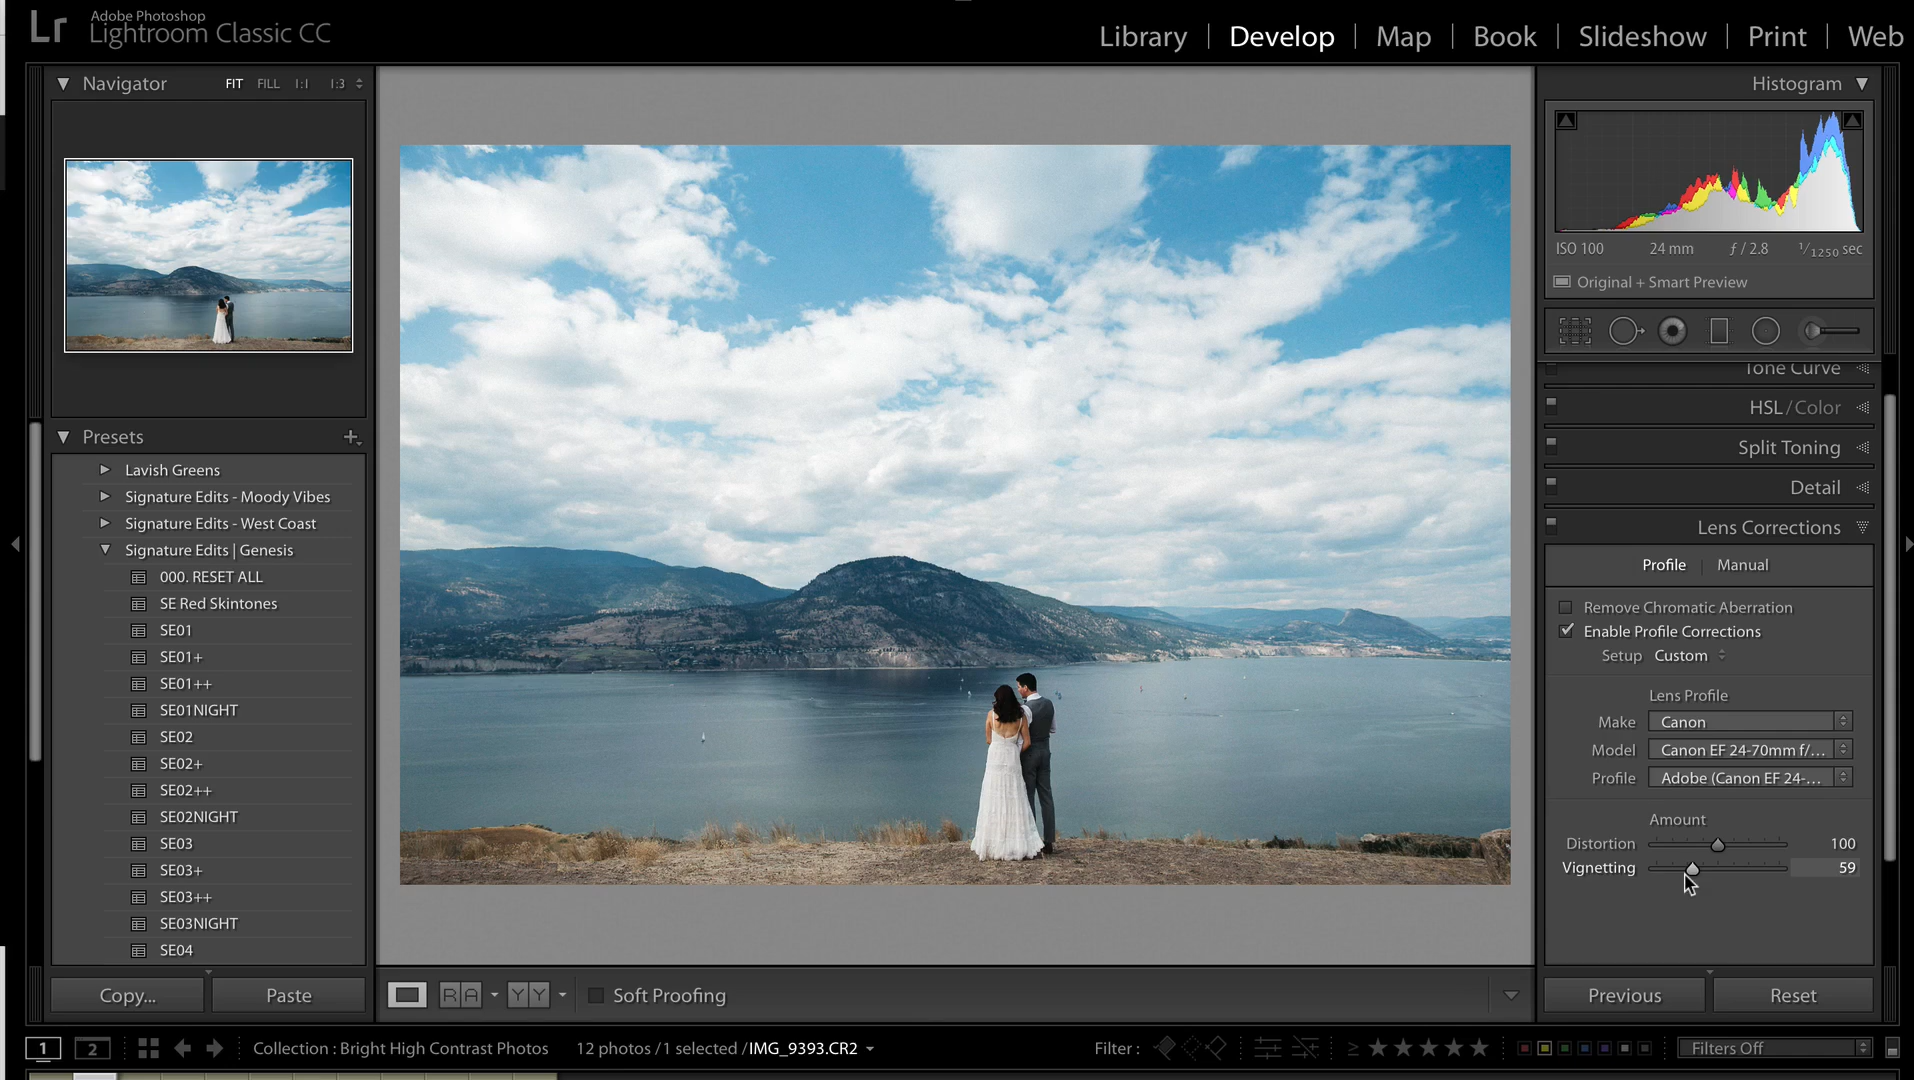 Lr Adobe Photoshop
Lightroom Classic CC
Library | Develop | Map | Book | Slideshow | Print | Web
Navigator FIT FILL 1:1 1:3
Presets
Lavish Greens
Signature Edits - Moody Vibes
Signature Edits - West Coast
Signature Edits | Genesis
000. RESET ALL
SE Red Skintones
SE01
SE01+
SE01++
SE01NIGHT
SE02
SE02+
SE02++
SE02NIGHT
SE03
SE03+
SE03++
SE03NIGHT
SE04
Copy... Paste
RA YY Soft Proofing
Histogram
ISO 100 24 mm ƒ / 2.8 1/1250 sec
Original + Smart Preview
Tone Curve
HSL / Color
Split Toning
Detail
Lens Corrections
Profile | Manual
Remove Chromatic Aberration
Enable Profile Corrections
Setup Custom
Lens Profile
Make Canon
Model Canon EF 24-70mm f/...
Profile Adobe (Canon EF 24-...
Amount
Distortion 100
Vignetting 59
Previous Reset
1 2 Collection : Bright High Contrast Photos 12 photos /1 selected /IMG_9393.CR2 Filter : ≥ ★★★★★ Filters Off